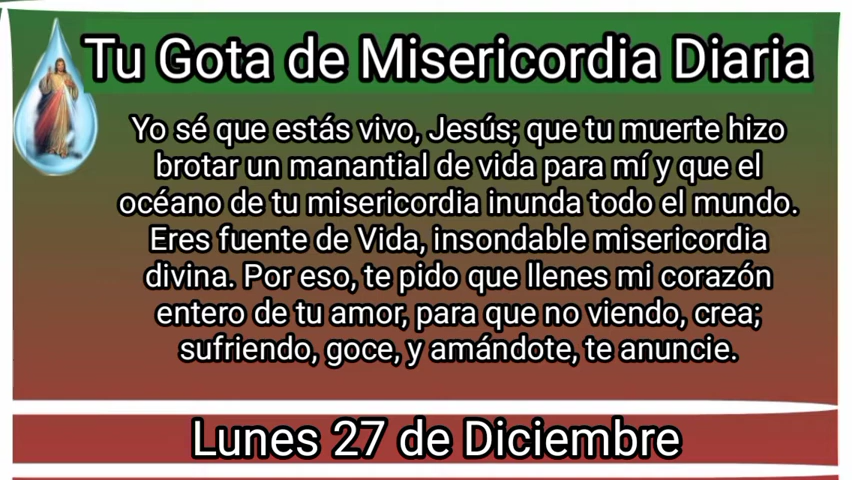 Tu Gota de Misericordia Diaria
Yo sé que estás vivo, Jesús; que tu muerte hizo
brotar un manantial de vida para mí y que el
océano de tu misericordia inunda todo el mundo.
Eres fuente de Vida, insondable misericordia
divina. Por eso, te pido que llenes mi corazón
entero de tu amor, para que no viendo, crea;
sufriendo, goce, y amándote, te anuncie.
Lunes 27 de Diciembre